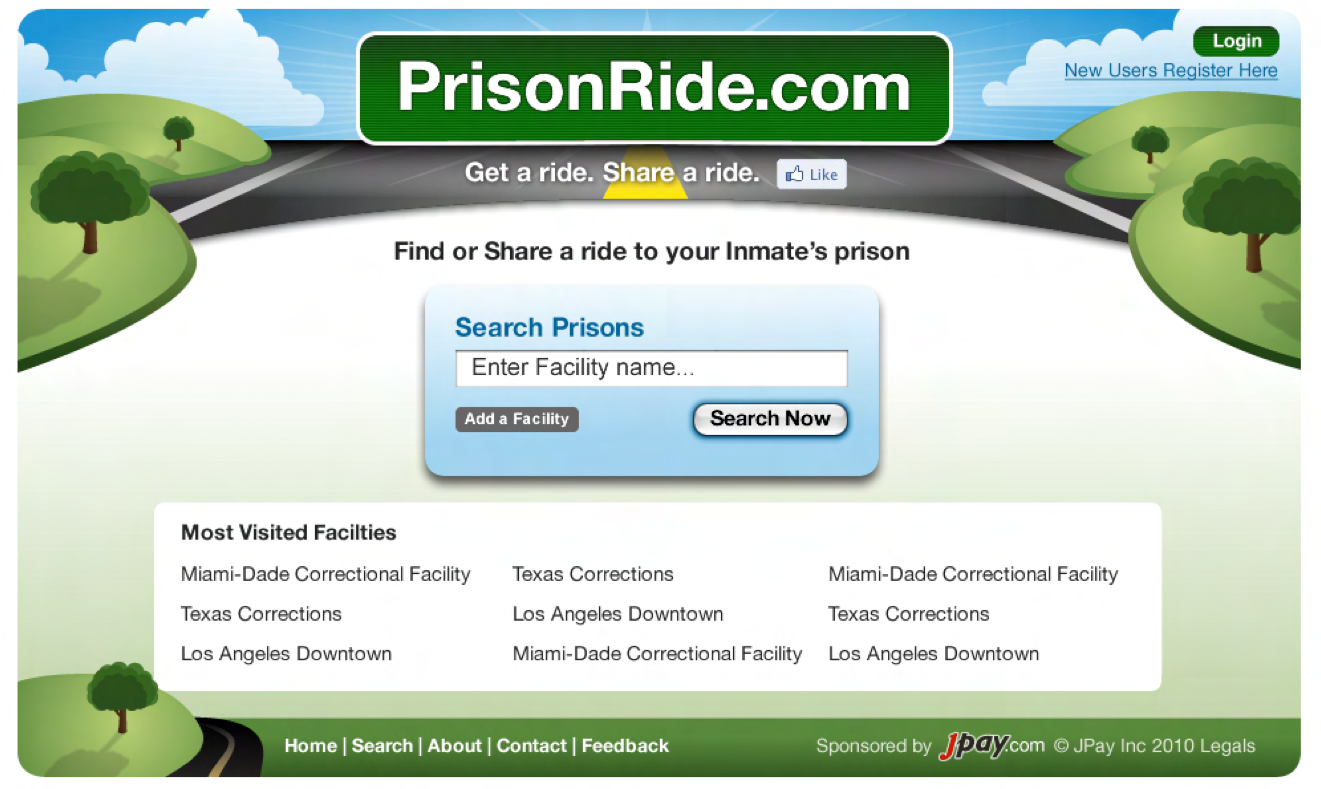 Login
PrisonRide.com
New Users Register Here
Get a ride. Share a ride. Like
Find or Share a ride to your Inmate's prison
Search Prisons
Enter Facility name...
Add a Facility
Search Now
Most Visited Facilties
Miami-Dade Correctional Facility Texas Corrections Miami-Dade Correctional Facility
Texas Corrections Los Angeles Downtown Texas Corrections
Los Angeles Downtown Miami-Dade Correctional Facility Los Angeles Downtown
Home | Search | About | Contact | Feedback
Sponsored by JPay.com © JPay Inc 2010 Legals